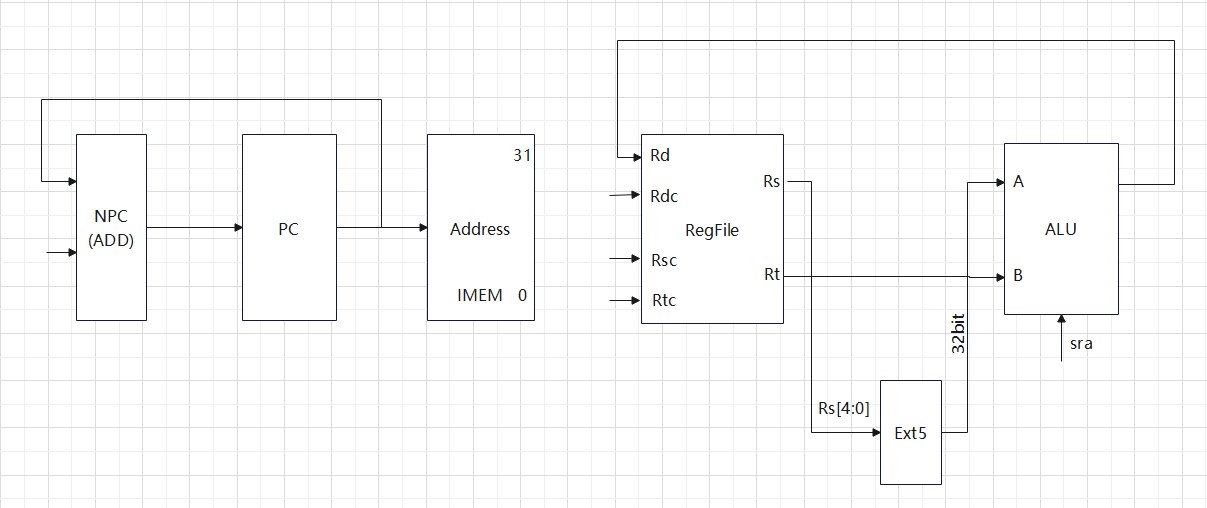 NPC
(ADD)
PC
31
Address
IMEM 0
Rd
Rdc
RegFile
Rsc
Rtc
Rs
Rt
A
ALU
B
sra
32bit
Rs[4:0]
Ext5